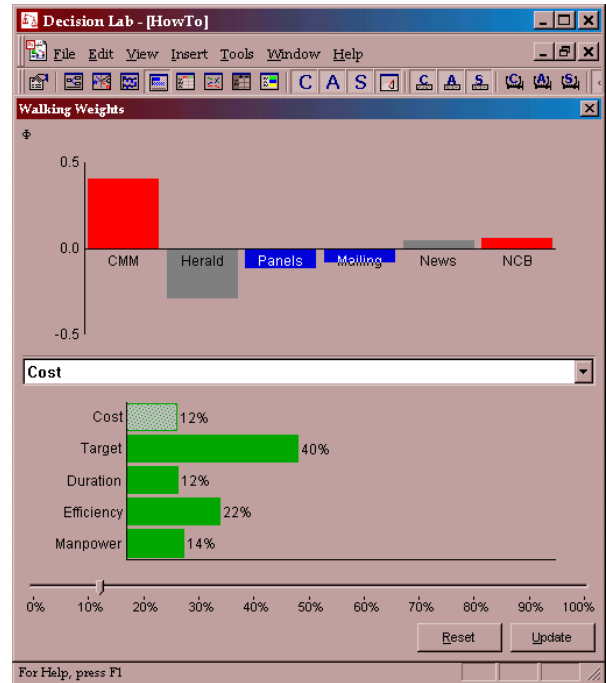 Decision Lab - [HowTo]
File Edit View Insert Tools Window Help
C A S C A S (C) (A) (S)
Walking Weights
Φ
0.5
0.0
CMM Herald Panels Mailing News NCB
-0.5
Cost
Cost 12%
Target 40%
Duration 12%
Efficiency 22%
Manpower 14%
0% 10% 20% 30% 40% 50% 60% 70% 80% 90% 100%
Reset Update
For Help, press F1